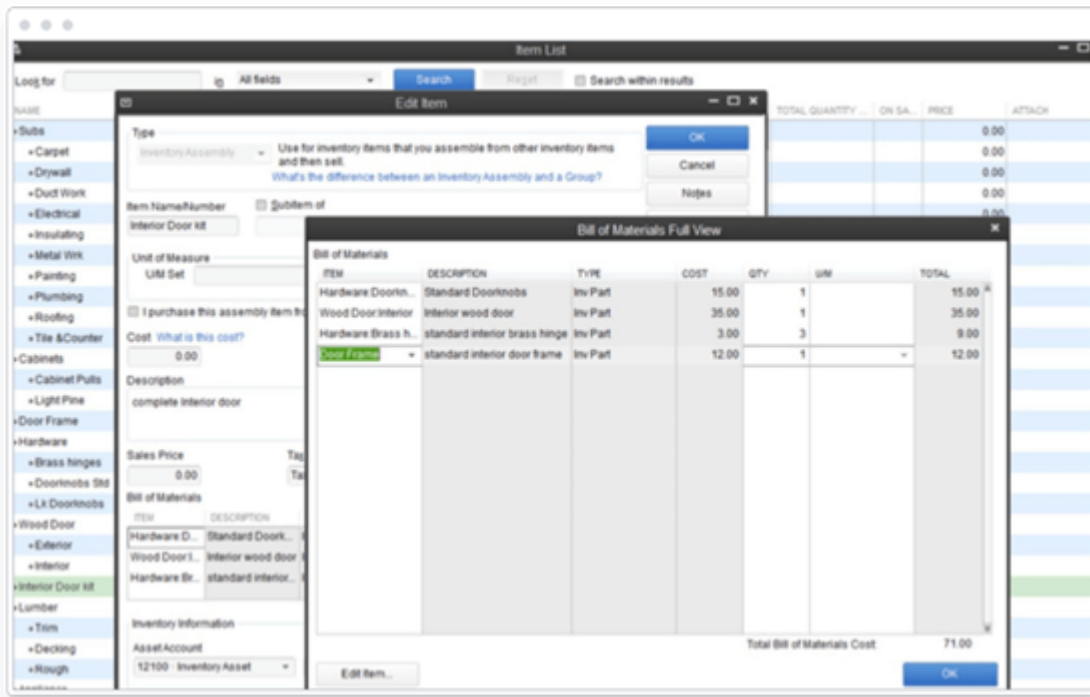 Item List
Look for in All fields Search Reset Search within results
NAME TOTAL QUANTITY ... ON SA... PRICE ATTACH
Subs 0.00
Carpet 0.00
Drywall 0.00
Duct Work 0.00
Electrical 0.00
Insulating
Metal Wrk
Painting
Plumbing
Roofing
Tile &Counter
Cabinets
Cabinet Pulls
Light Pine
Door Frame
Hardware
Brass hinges
Doorknobs Std
Lk Doorknobs
Wood Door
Exterior
Interior
Interior Door kit
Lumber
Trim
Decking
Rough
Edit Item
Type
Inventory Assembly
Use for inventory items that you assemble from other inventory items
and then sell.
What's the difference between an Inventory Assembly and a Group?
OK
Cancel
Notes
Item Name/Number Subitem of
Interior Door kit
Unit of Measure
U/M Set
I purchase this assembly item fro
Cost What is this cost?
0.00
Description
complete Interior door
Sales Price
0.00
Bill of Materials
ITEM DESCRIPTION
Hardware:D... Standard Doork...
Wood Door:I... Interior wood door
Hardware:Br... standard interior...
Inventory Information
Asset Account
12100 · Inventory Asset
Bill of Materials Full View
Bill of Materials
ITEM DESCRIPTION TYPE COST QTY U/M TOTAL
Hardware:Doorkn... Standard Doorknobs Inv Part 15.00 1 15.00
Wood Door:Interior Interior wood door Inv Part 35.00 1 35.00
Hardware:Brass h... standard interior brass hinge Inv Part 3.00 3 9.00
Door Frame standard interior door frame Inv Part 12.00 1 12.00
Total Bill of Materials Cost: 71.00
Edit Item... OK